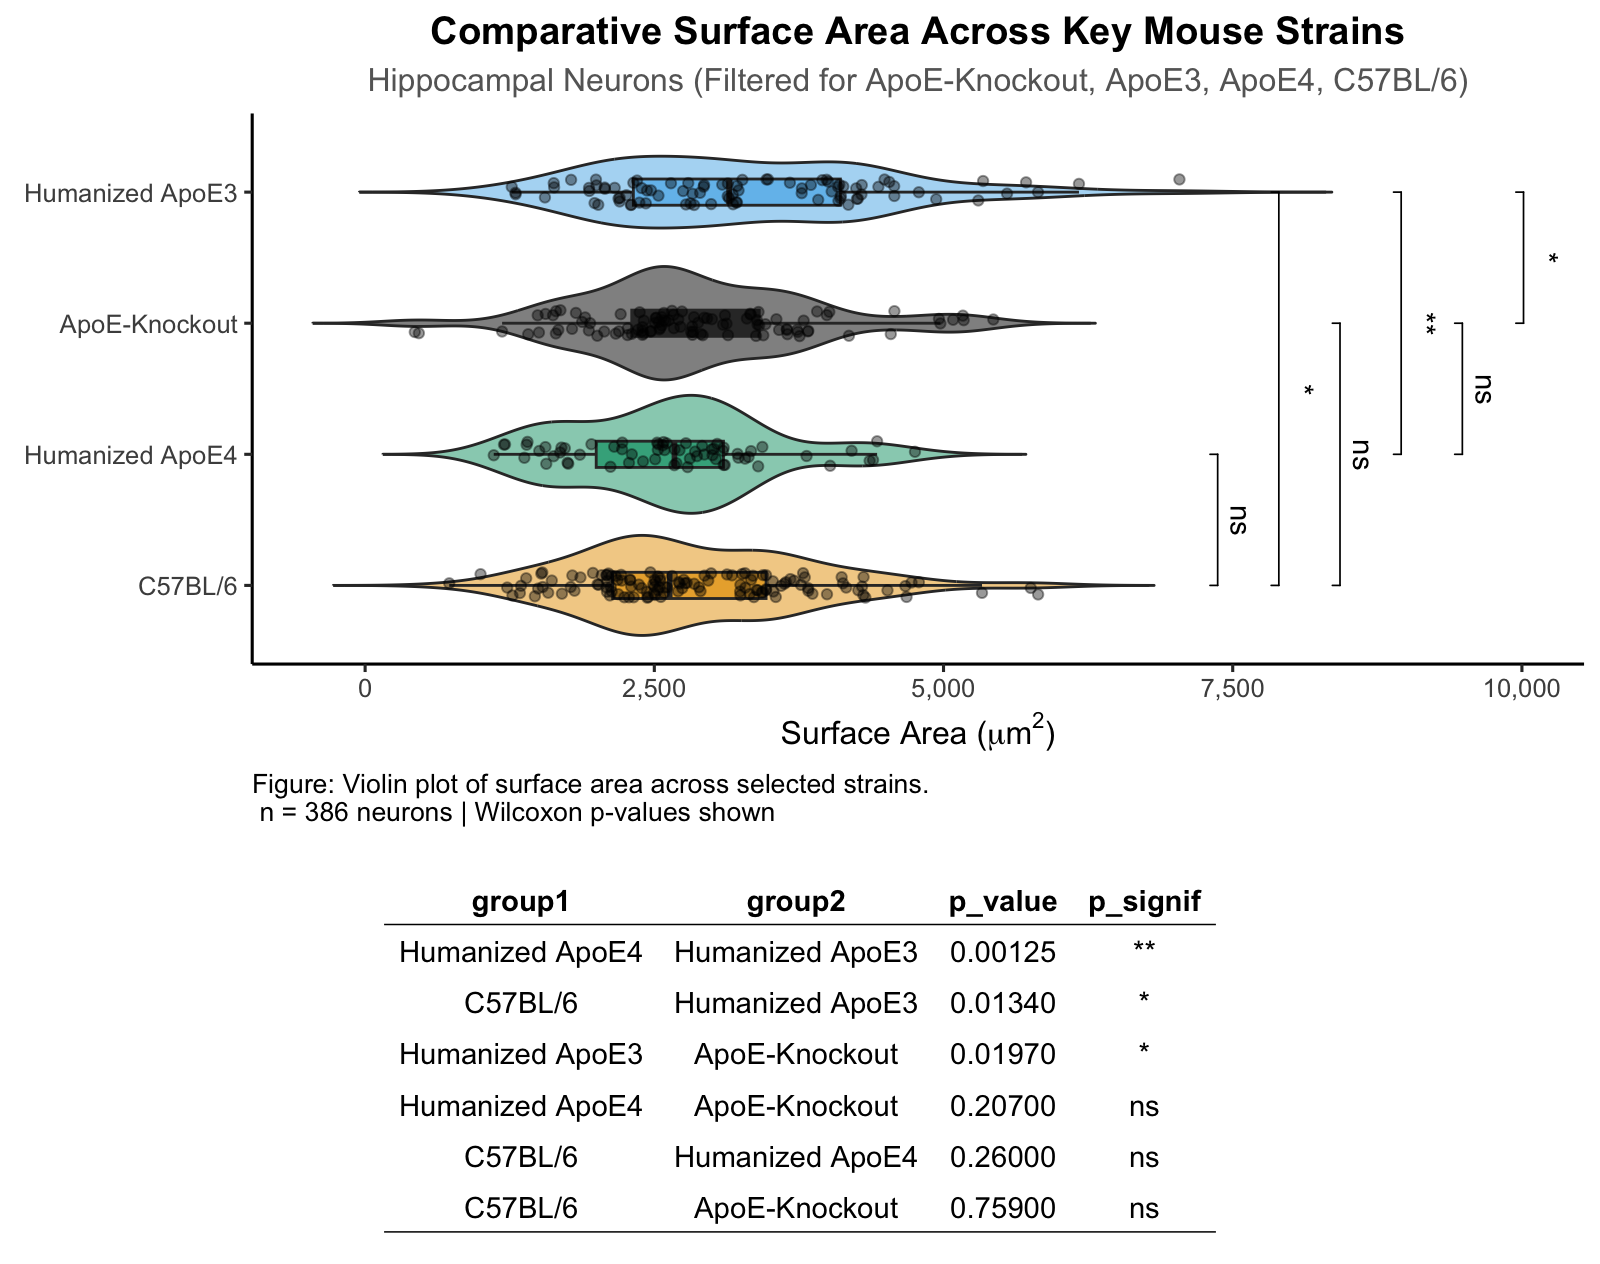 Comparative Surface Area Across Key Mouse Strains
Hippocampal Neurons (Filtered for ApoE-Knockout, ApoE3, ApoE4, C57BL/6)
Humanized ApoE3
ApoE-Knockout
Humanized ApoE4
C57BL/6
*
**
ns
*
ns
ns
0 2,500 5,000 7,500 10,000
Surface Area (μm²)
Figure: Violin plot of surface area across selected strains.
n = 386 neurons | Wilcoxon p-values shown
group1 group2 p_value p_signif
Humanized ApoE4 Humanized ApoE3 0.00125 **
C57BL/6 Humanized ApoE3 0.01340 *
Humanized ApoE3 ApoE-Knockout 0.01970 *
Humanized ApoE4 ApoE-Knockout 0.20700 ns
C57BL/6 Humanized ApoE4 0.26000 ns
C57BL/6 ApoE-Knockout 0.75900 ns